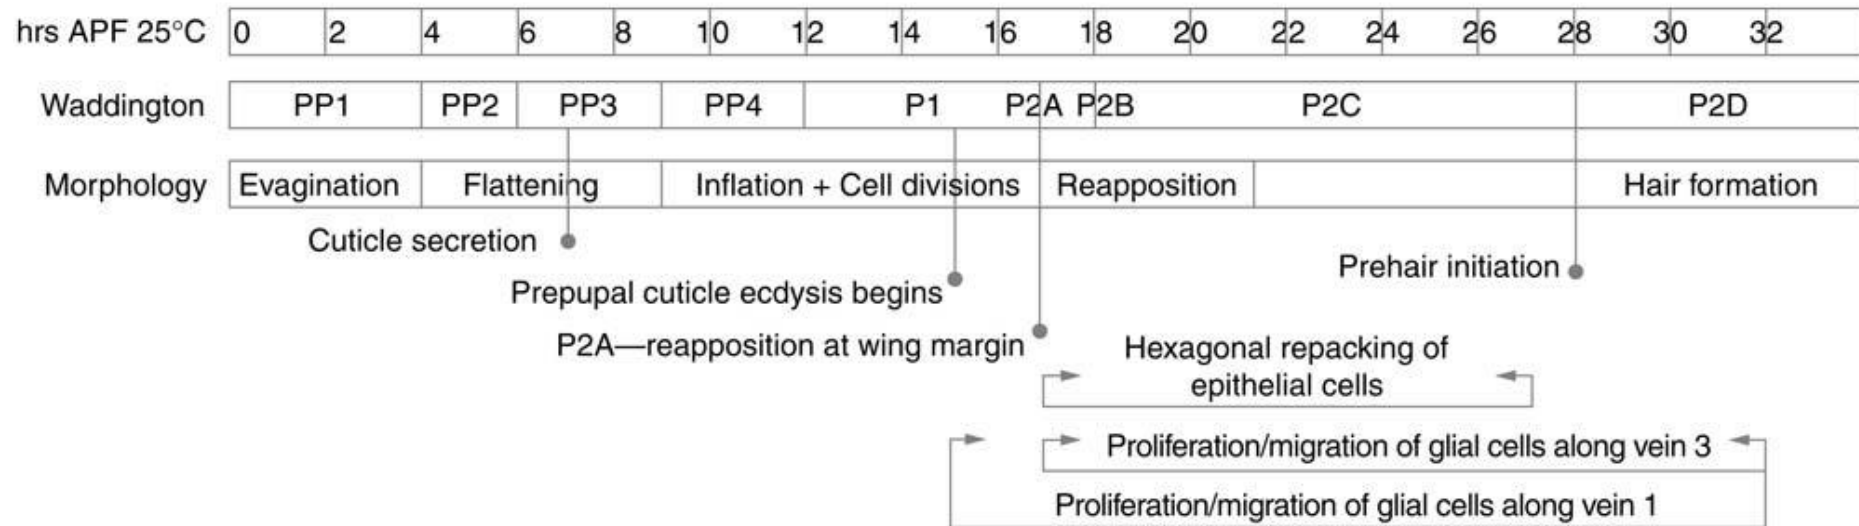 hrs APF 25°C 0 2 4 6 8 10 12 14 16 18 20 22 24 26 28 30 32
Waddington PP1 PP2 PP3 PP4 P1 P2A P2B P2C P2D
Morphology Evagination Flattening Inflation + Cell divisions Reapposition Hair formation
Cuticle secretion
Prehair initiation
Prepupal cuticle ecdysis begins
P2A—reapposition at wing margin
Hexagonal repacking of
epithelial cells
Proliferation/migration of glial cells along vein 3
Proliferation/migration of glial cells along vein 1